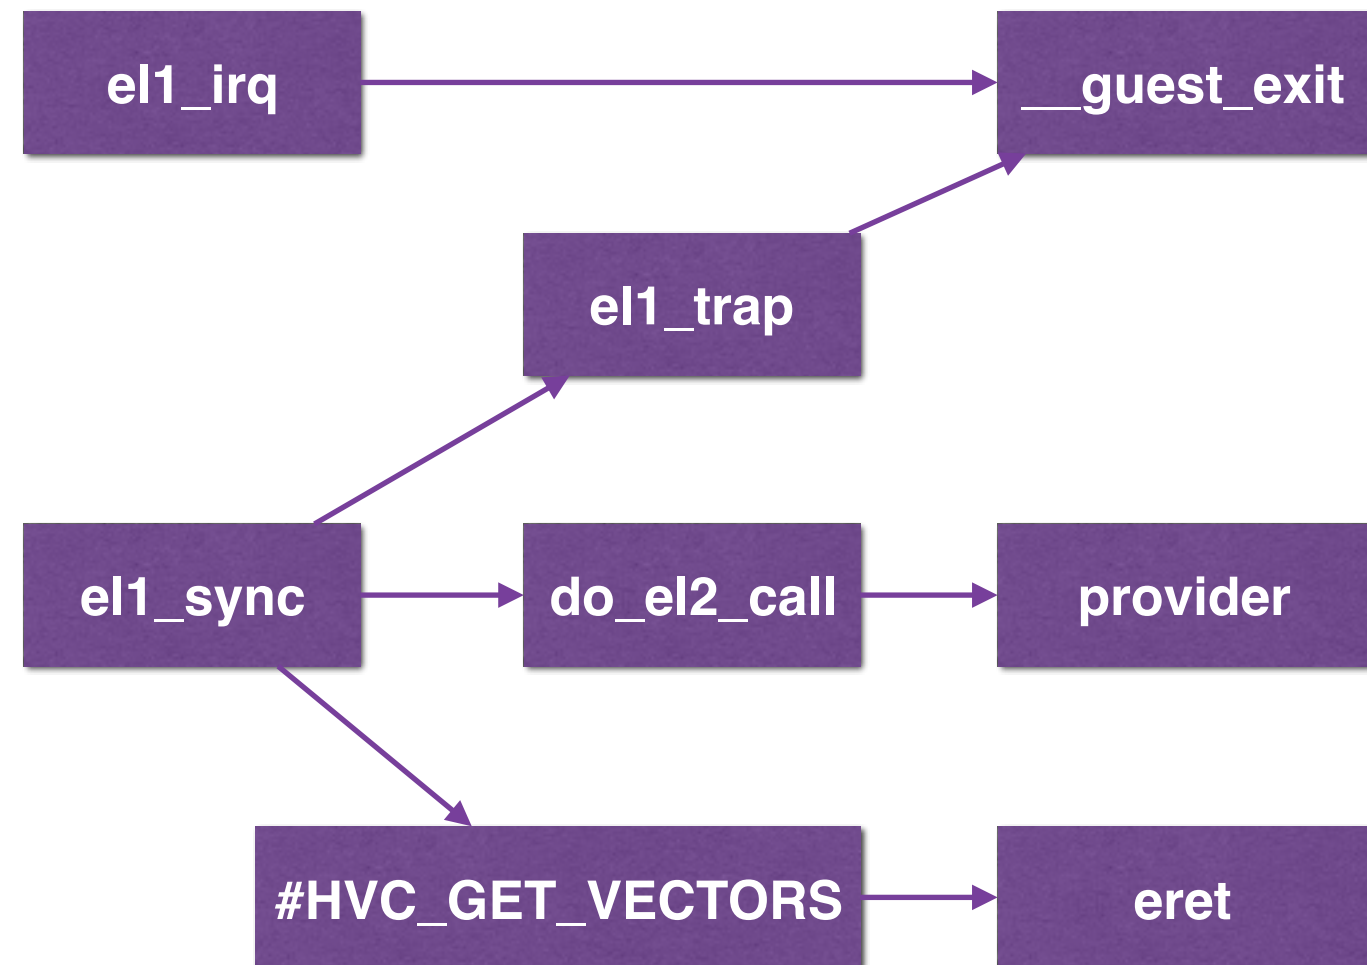 el1_irq
__guest_exit
el1_trap
el1_sync
do_el2_call
provider
#HVC_GET_VECTORS
eret